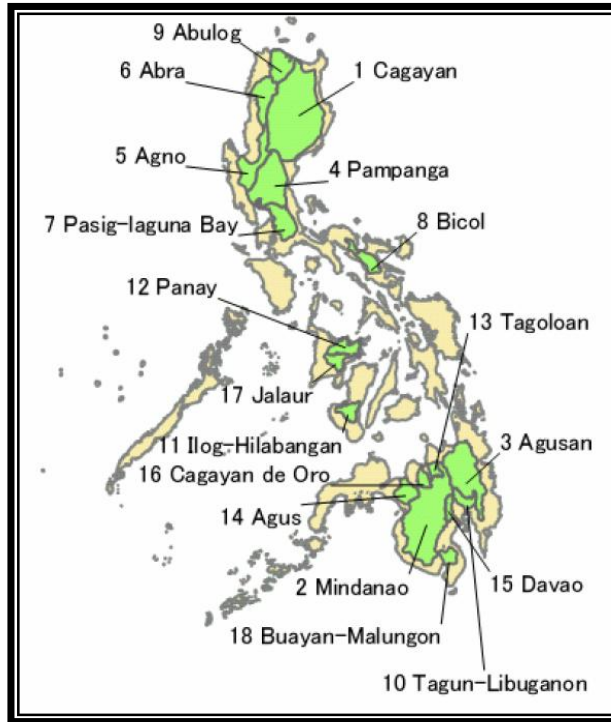 9 Abulog
6 Abra
1 Cagayan
5 Agno
4 Pampanga
7 Pasig-laguna Bay
8 Bicol
12 Panay
13 Tagoloan
17 Jalaur
11 Ilog-Hilabangan
3 Agusan
16 Cagayan de Oro
14 Agus
2 Mindanao
15 Davao
18 Buayan-Malungon
10 Tagun-Libuganon